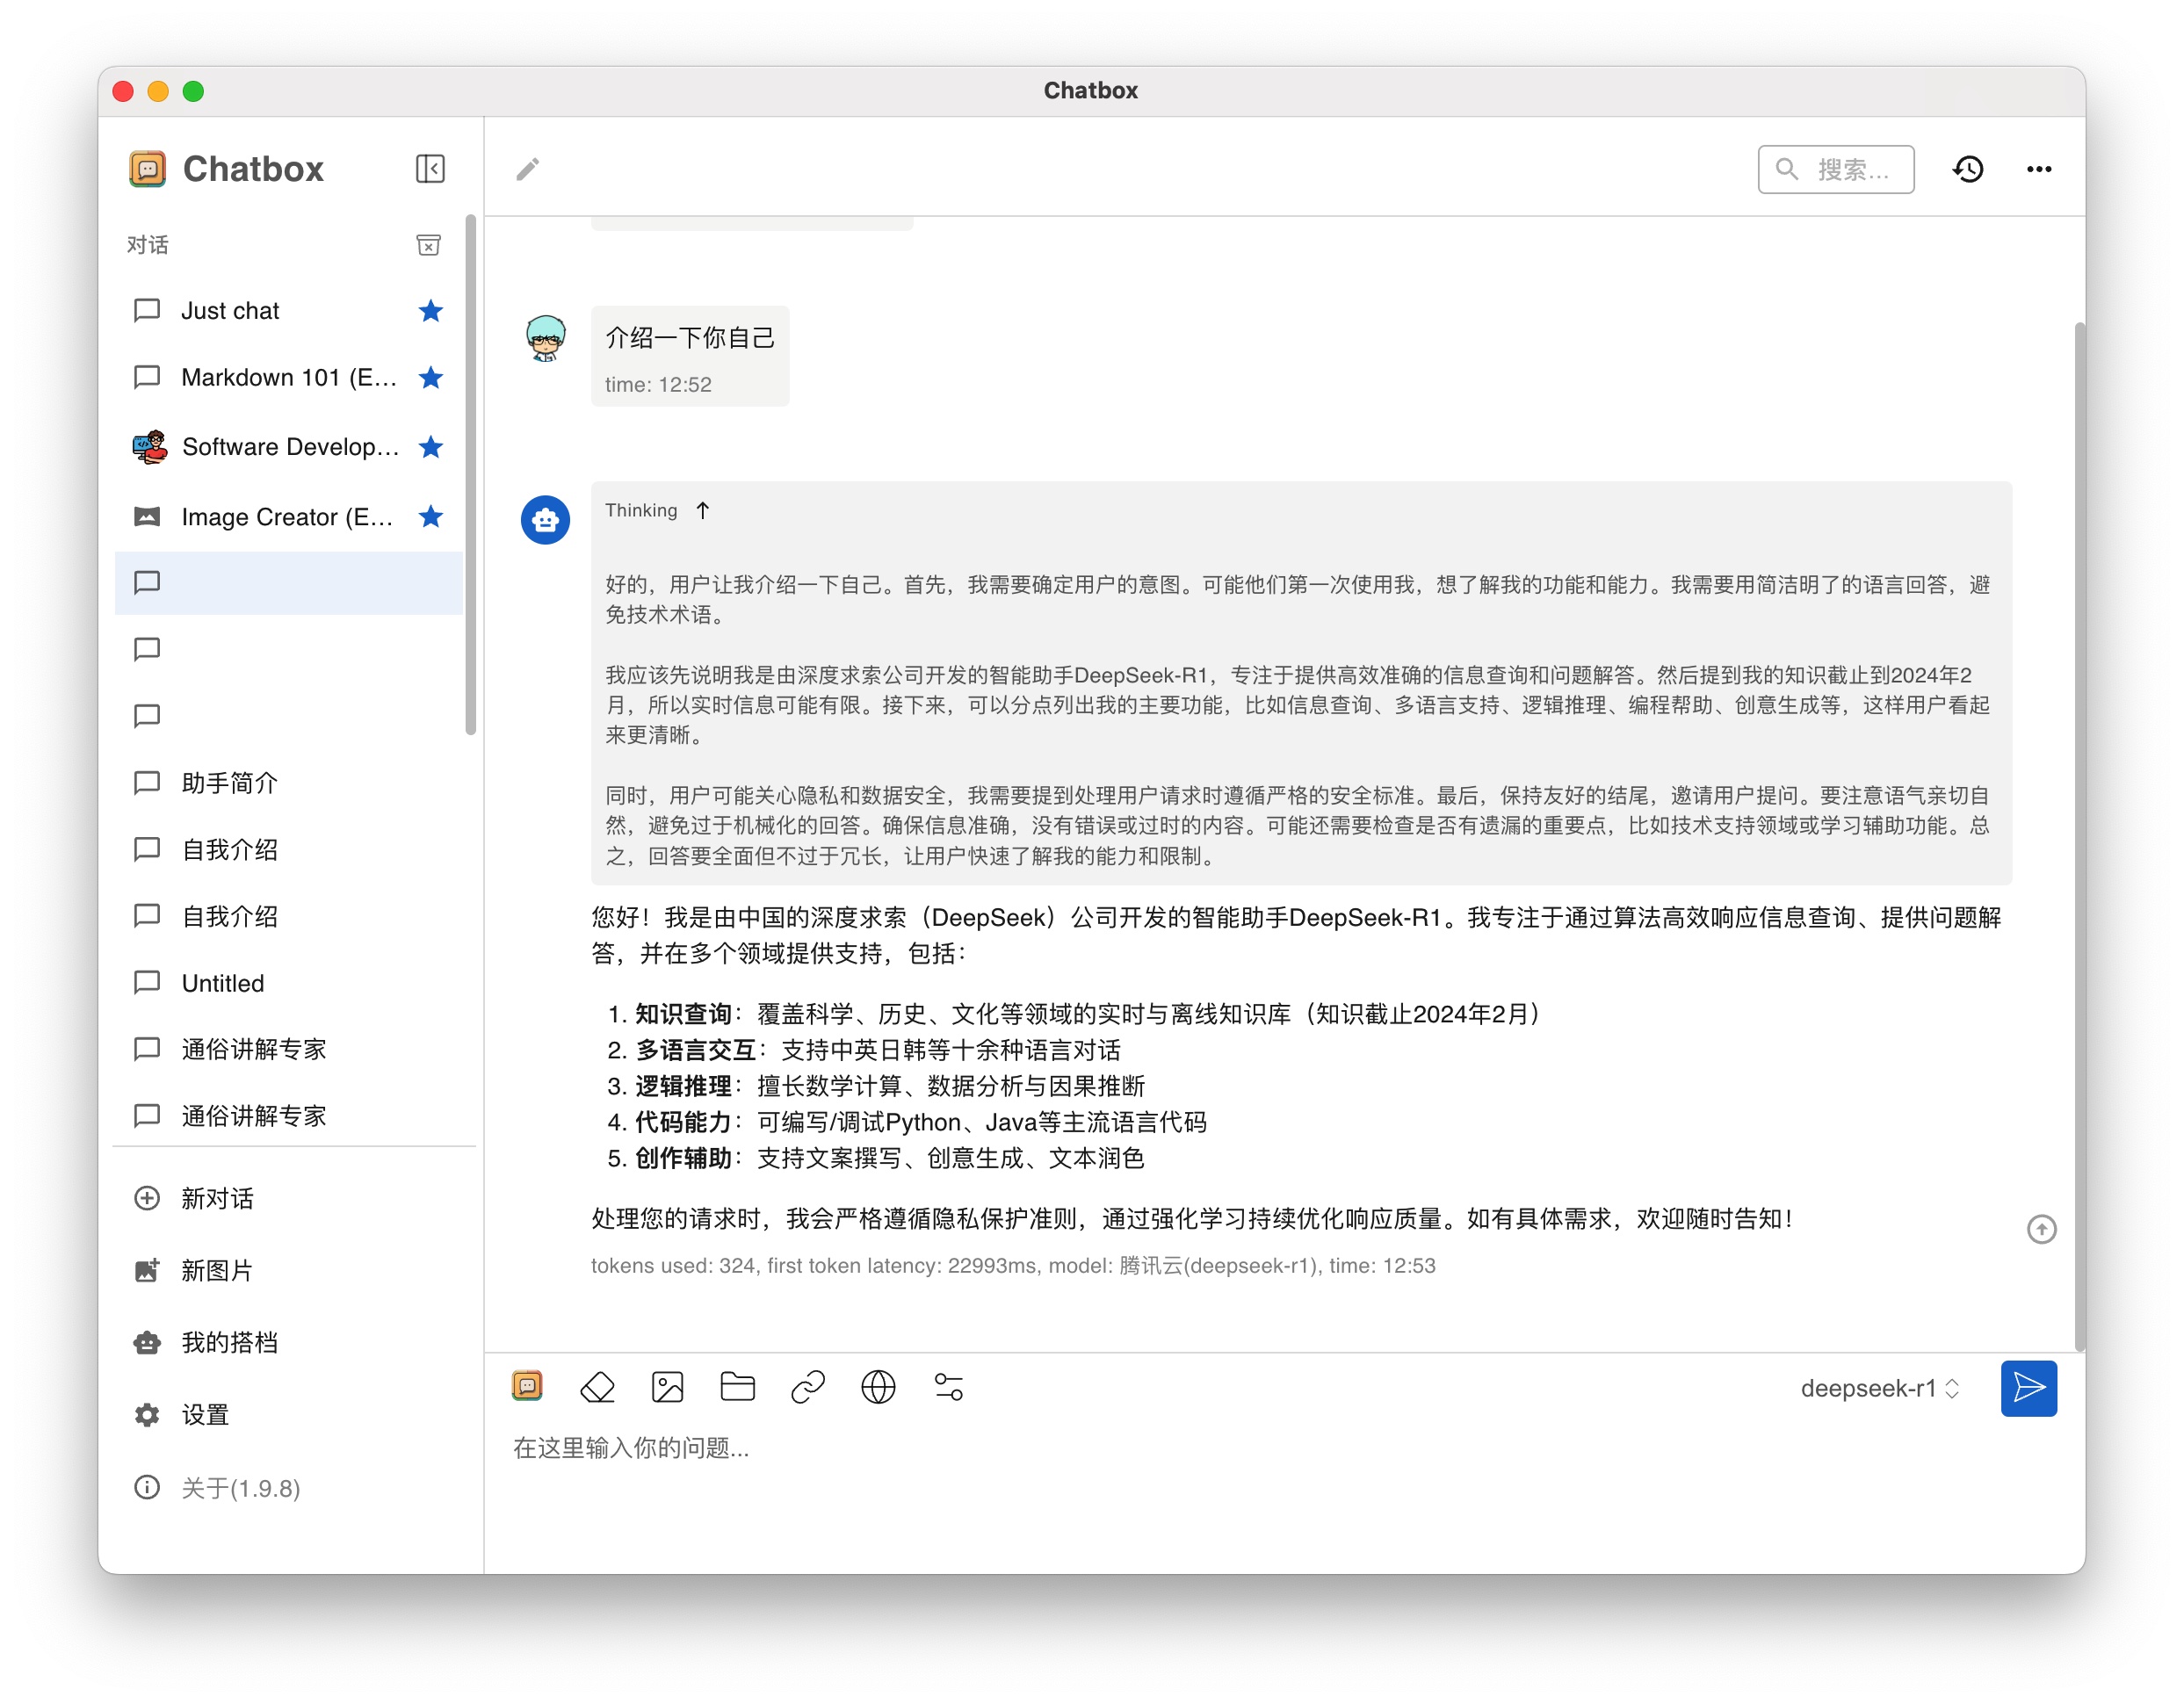 Chatbox
Chatbox
对话
Just chat
Markdown 101 (E...
Software Develop...
Image Creator (E...
助手简介
自我介绍
自我介绍
Untitled
通俗讲解专家
通俗讲解专家
新对话
新图片
我的搭档
设置
关于(1.9.8)
搜索...
介绍一下你自己
time: 12:52
Thinking ↑
好的，用户让我介绍一下自己。首先，我需要确定用户的意图。可能他们第一次使用我，想了解我的功能和能力。我需要用简洁明了的语言回答，避
免技术术语。
我应该先说明我是由深度求索公司开发的智能助手DeepSeek-R1，专注于提供高效准确的信息查询和问题解答。然后提到我的知识截止到2024年2
月，所以实时信息可能有限。接下来，可以分点列出我的主要功能，比如信息查询、多语言支持、逻辑推理、编程帮助、创意生成等，这样用户看起
来更清晰。
同时，用户可能关心隐私和数据安全，我需要提到处理用户请求时遵循严格的安全标准。最后，保持友好的结尾，邀请用户提问。要注意语气亲切自
然，避免过于机械化的回答。确保信息准确，没有错误或过时的内容。可能还需要检查是否有遗漏的重要点，比如技术支持领域或学习辅助功能。总
之，回答要全面但不过于冗长，让用户快速了解我的能力和限制。
您好！我是由中国的深度求索（DeepSeek）公司开发的智能助手DeepSeek-R1。我专注于通过算法高效响应信息查询、提供问题解
答，并在多个领域提供支持，包括：
1. 知识查询：覆盖科学、历史、文化等领域的实时与离线知识库（知识截止2024年2月）
2. 多语言交互：支持中英日韩等十余种语言对话
3. 逻辑推理：擅长数学计算、数据分析与因果推断
4. 代码能力：可编写/调试Python、Java等主流语言代码
5. 创作辅助：支持文案撰写、创意生成、文本润色
处理您的请求时，我会严格遵循隐私保护准则，通过强化学习持续优化响应质量。如有具体需求，欢迎随时告知！
tokens used: 324, first token latency: 22993ms, model: 腾讯云(deepseek-r1), time: 12:53
deepseek-r1
在这里输入你的问题...